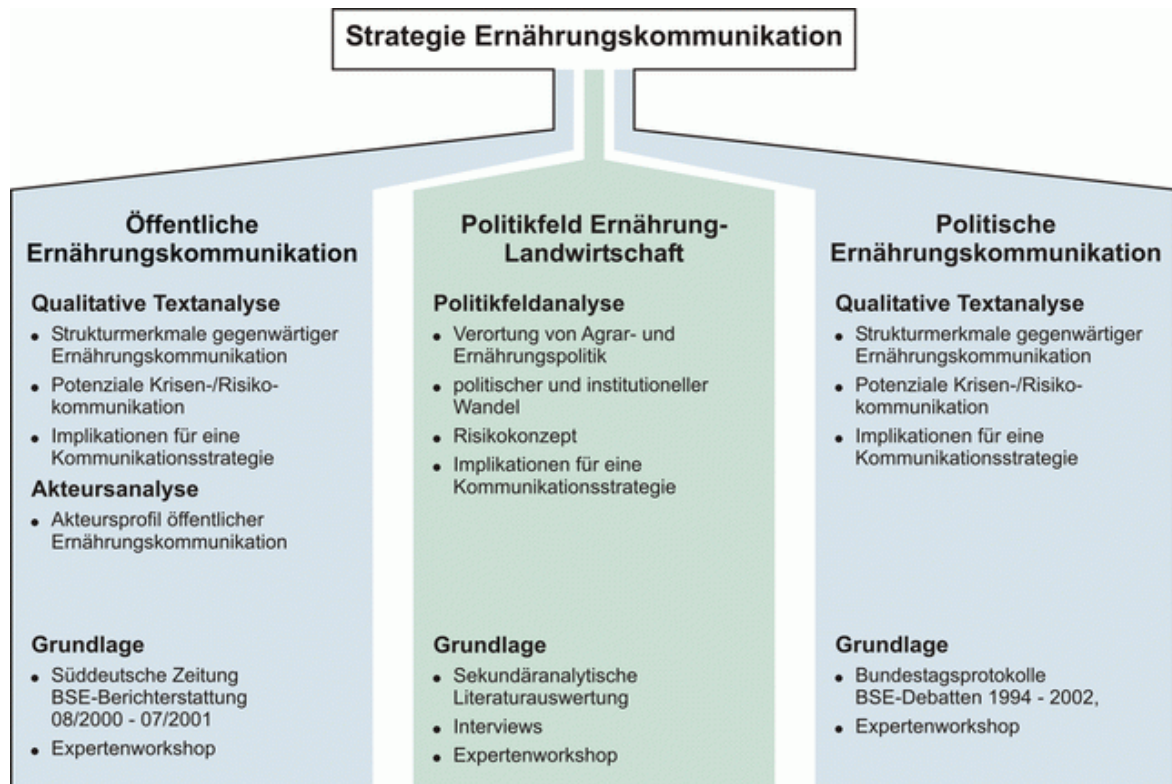 Strategie Ernährungskommunikation
Öffentliche
Ernährungskommunikation
Qualitative Textanalyse
• Strukturmerkmale gegenwärtiger
Ernährungskommunikation
• Potenziale Krisen-/Risiko-
kommunikation
• Implikationen für eine
Kommunikationsstrategie
Akteursanalyse
• Akteursprofil öffentlicher
Ernährungskommunikation
Grundlage
• Süddeutsche Zeitung
BSE-Berichterstattung
08/2000 - 07/2001
• Expertenworkshop
Politikfeld Ernährung-
Landwirtschaft
Politikfeldanalyse
• Verortung von Agrar- und
Ernährungspolitik
• politischer und institutioneller
Wandel
• Risikokonzept
• Implikationen für eine
Kommunikationsstrategie
Grundlage
• Sekundäranalytische
Literaturauswertung
• Interviews
• Expertenworkshop
Politische
Ernährungskommunikation
Qualitative Textanalyse
• Strukturmerkmale gegenwärtiger
Ernährungskommunikation
• Potenziale Krisen-/Risiko-
kommunikation
• Implikationen für eine
Kommunikationsstrategie
Grundlage
• Bundestagsprotokolle
BSE-Debatten 1994 - 2002,
• Expertenworkshop